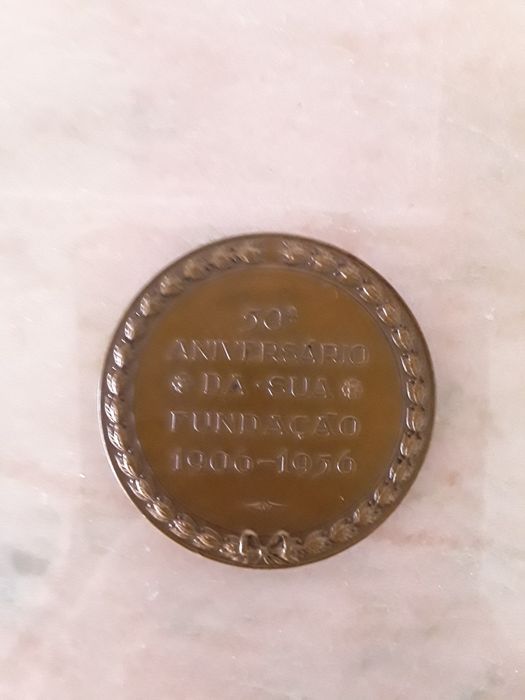 50º
ANIVERSÁRIO
DA · SUA
FUNDAÇÃO
1906-1956